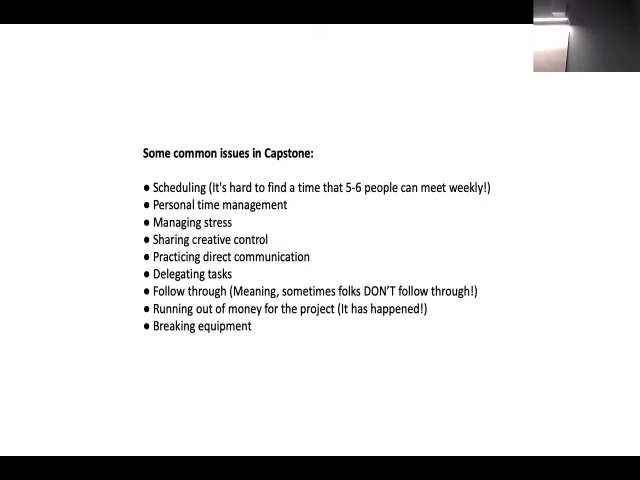 Some common issues in Capstone:
● Scheduling (It's hard to find a time that 5-6 people can meet weekly!)
● Personal time management
● Managing stress
● Sharing creative control
● Practicing direct communication
● Delegating tasks
● Follow through (Meaning, sometimes folks DON’T follow through!)
● Running out of money for the project (It has happened!)
● Breaking equipment